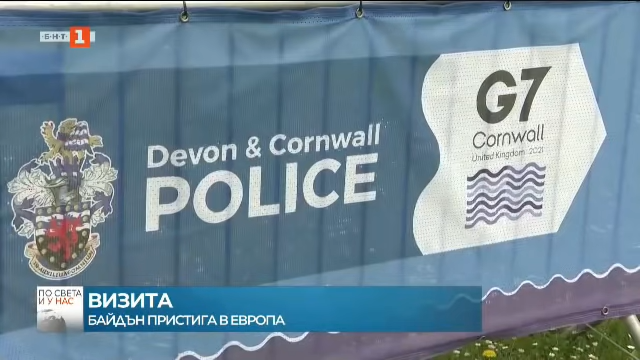 БНТ 1
Devon & Cornwall
POLICE
G7
Cornwall
United Kingdom 2021
ПО СВЕТА
И У НАС
ВИЗИТА
БАЙДЪН ПРИСТИГА В ЕВРОПА